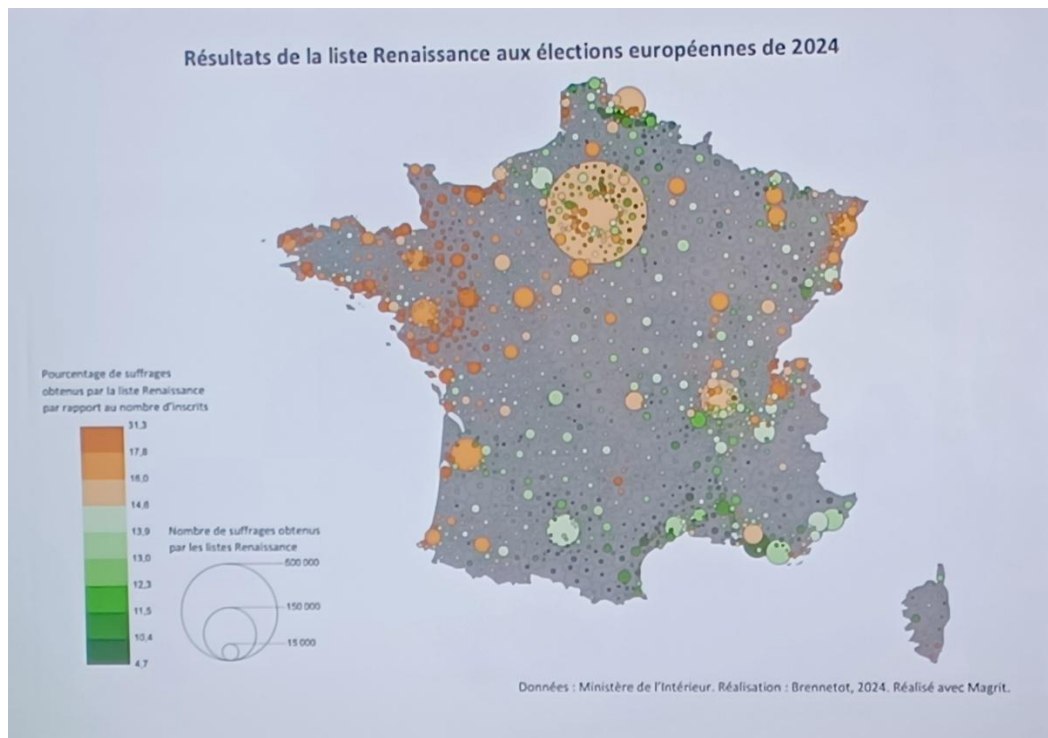 Résultats de la liste Renaissance aux élections européennes de 2024
Pourcentage de suffrages
obtenus par la liste Renaissance
par rapport au nombre d'inscrits
31,3
17,8
16,0
14,8
13,9
13,0
12,3
11,5
10,4
4,7
Nombre de suffrages obtenus
par les listes Renaissance
600 000
150 000
15 000
Données : Ministère de l'Intérieur. Réalisation : Brennetot, 2024. Réalisé avec Magrit.